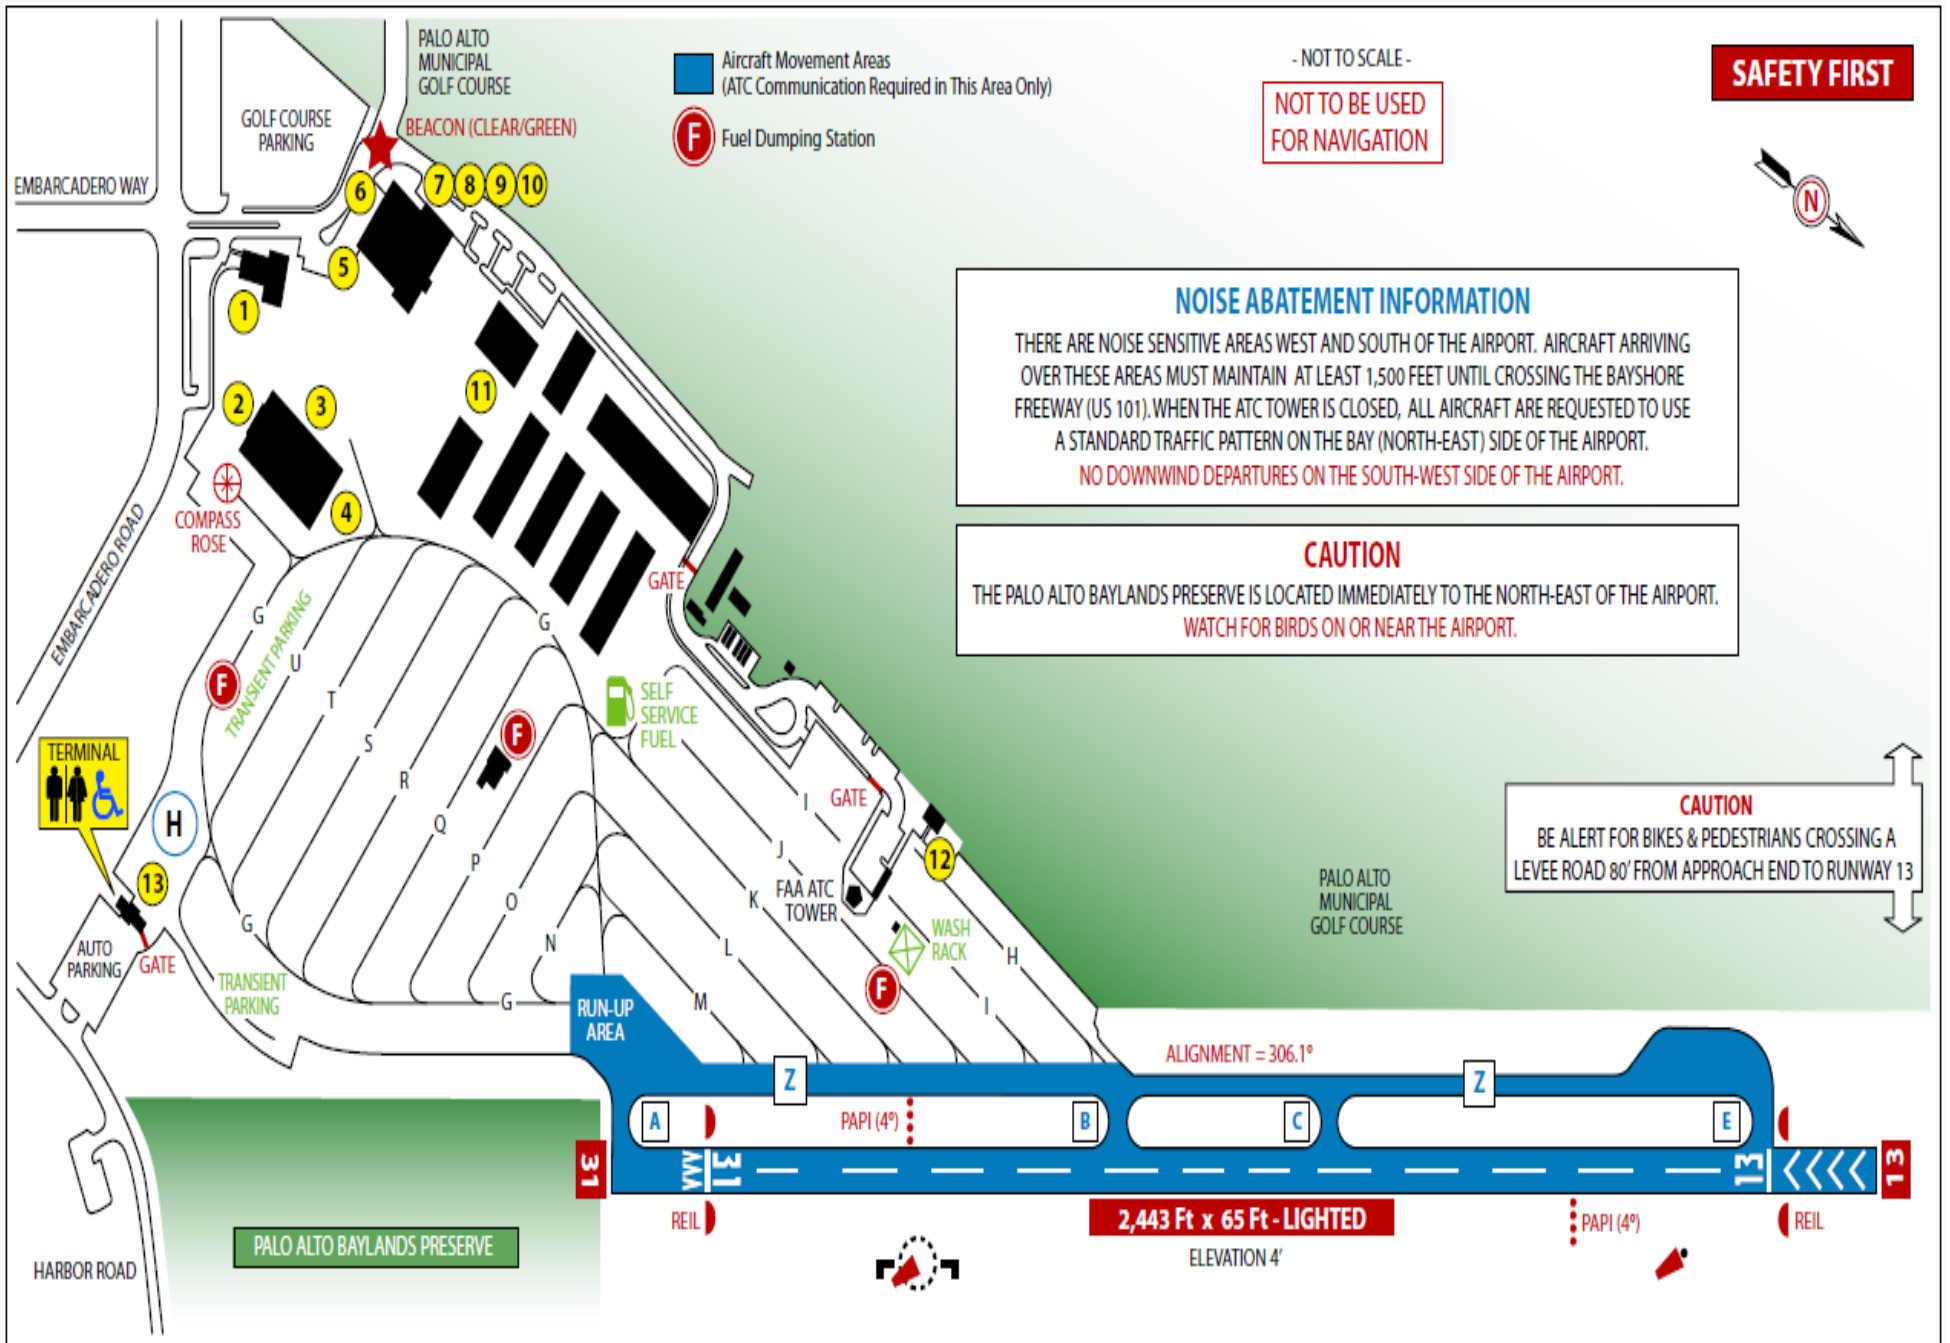 PALO ALTO
MUNICIPAL
GOLF COURSE
Aircraft Movement Areas
(ATC Communication Required in This Area Only)
F
Fuel Dumping Station
- NOT TO SCALE -
NOT TO BE USED
FOR NAVIGATION
SAFETY FIRST
N
GOLF COURSE
PARKING
BEACON (CLEAR/GREEN)
EMBARCADERO WAY
6
7
8
9
10
5
1
11
2
3
4
COMPASS
ROSE
EMBARCADERO ROAD
NOISE ABATEMENT INFORMATION
THERE ARE NOISE SENSITIVE AREAS WEST AND SOUTH OF THE AIRPORT. AIRCRAFT ARRIVING
OVER THESE AREAS MUST MAINTAIN AT LEAST 1,500 FEET UNTIL CROSSING THE BAYSHORE
FREEWAY (US 101). WHEN THE ATC TOWER IS CLOSED, ALL AIRCRAFT ARE REQUESTED TO USE
A STANDARD TRAFFIC PATTERN ON THE BAY (NORTH-EAST) SIDE OF THE AIRPORT.
NO DOWNWIND DEPARTURES ON THE SOUTH-WEST SIDE OF THE AIRPORT.
CAUTION
THE PALO ALTO BAYLANDS PRESERVE IS LOCATED IMMEDIATELY TO THE NORTH-EAST OF THE AIRPORT.
WATCH FOR BIRDS ON OR NEAR THE AIRPORT.
GATE
G
TRANSIENT PARKING
G
U
T
S
R
Q
P
O
N
G
G
F
F
SELF
SERVICE
FUEL
TERMINAL
H
13
AUTO
PARKING
GATE
TRANSIENT
PARKING
I
GATE
J
K
L
M
12
FAA ATC
TOWER
WASH
RACK
F
H
I
CAUTION
BE ALERT FOR BIKES & PEDESTRIANS CROSSING A
LEVEE ROAD 80' FROM APPROACH END TO RUNWAY 13
PALO ALTO
MUNICIPAL
GOLF COURSE
RUN-UP
AREA
ALIGNMENT = 306.1º
Z
Z
A
PAPI (4º)
B
C
E
31
31
13
13
REIL
2,443 Ft x 65 Ft - LIGHTED
ELEVATION 4'
PAPI (4º)
REIL
PALO ALTO BAYLANDS PRESERVE
HARBOR ROAD